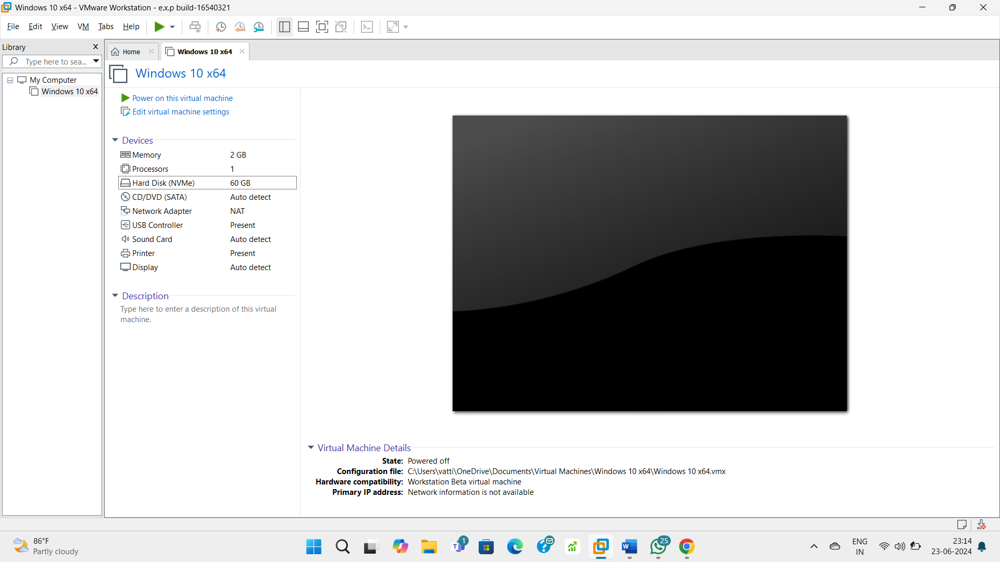 Windows 10 x64 - VMware Workstation - e.x.p build-16540321
File Edit View VM Tabs Help
Library
Type here to sea...
My Computer
Windows 10 x64
Home
Windows 10 x64
Windows 10 x64
Power on this virtual machine
Edit virtual machine settings
Devices
Memory 2 GB
Processors 1
Hard Disk (NVMe) 60 GB
CD/DVD (SATA) Auto detect
Network Adapter NAT
USB Controller Present
Sound Card Auto detect
Printer Present
Display Auto detect
Description
Type here to enter a description of this virtual
machine.
Virtual Machine Details
State: Powered off
Configuration file: C:\Users\vatti\OneDrive\Documents\Virtual Machines\Windows 10 x64\Windows 10 x64.vmx
Hardware compatibility: Workstation Beta virtual machine
Primary IP address: Network information is not available
86°F
Partly cloudy
1
25
ENG
IN
23:14
23-06-2024